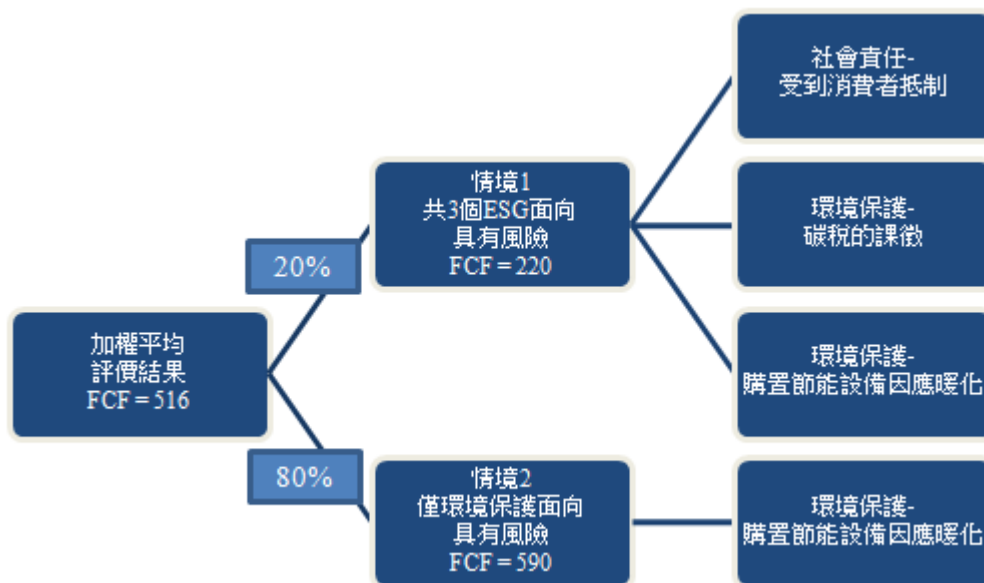 社會責任-
受到消費者抵制
情境1
共3個ESG面向
具有風險
FCF = 220
環境保護-
碳稅的課徵
20%
加權平均
評價結果
FCF = 516
環境保護-
購置節能設備因應暖化
80%
情境2
僅環境保護面向
具有風險
FCF = 590
環境保護-
購置節能設備因應暖化